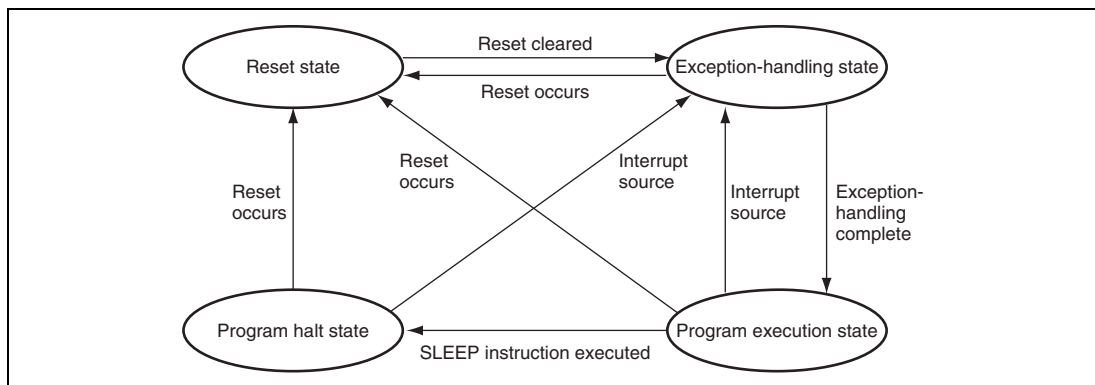 Reset cleared
Reset state
Exception-handling state
Reset occurs
Reset
occurs
Interrupt
source
Reset
occurs
Interrupt
source
Exception-
handling
complete
Program halt state
Program execution state
SLEEP instruction executed